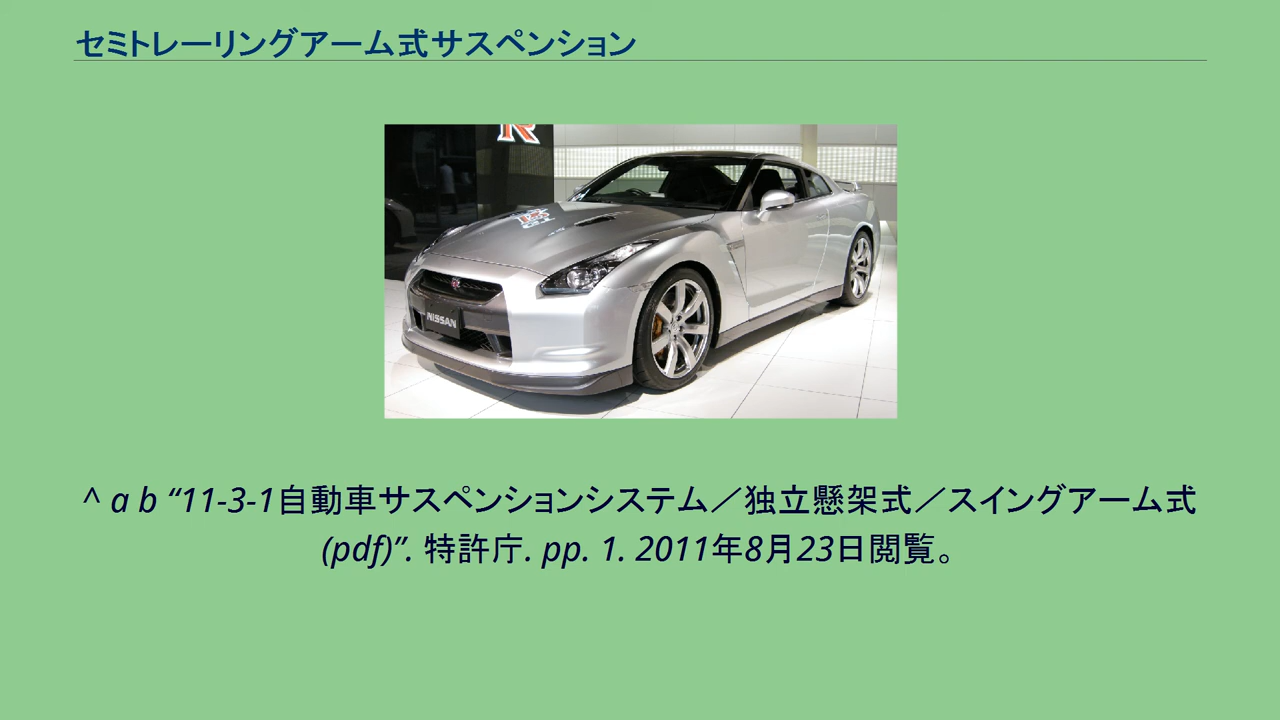 セミトレーリングアーム式サスペンション
R
NISSAN
^ a b “11-3-1自動車サスペンションシステム／独立懸架式／スイングアーム式
(pdf)”. 特許庁. pp. 1. 2011年8月23日閲覧。